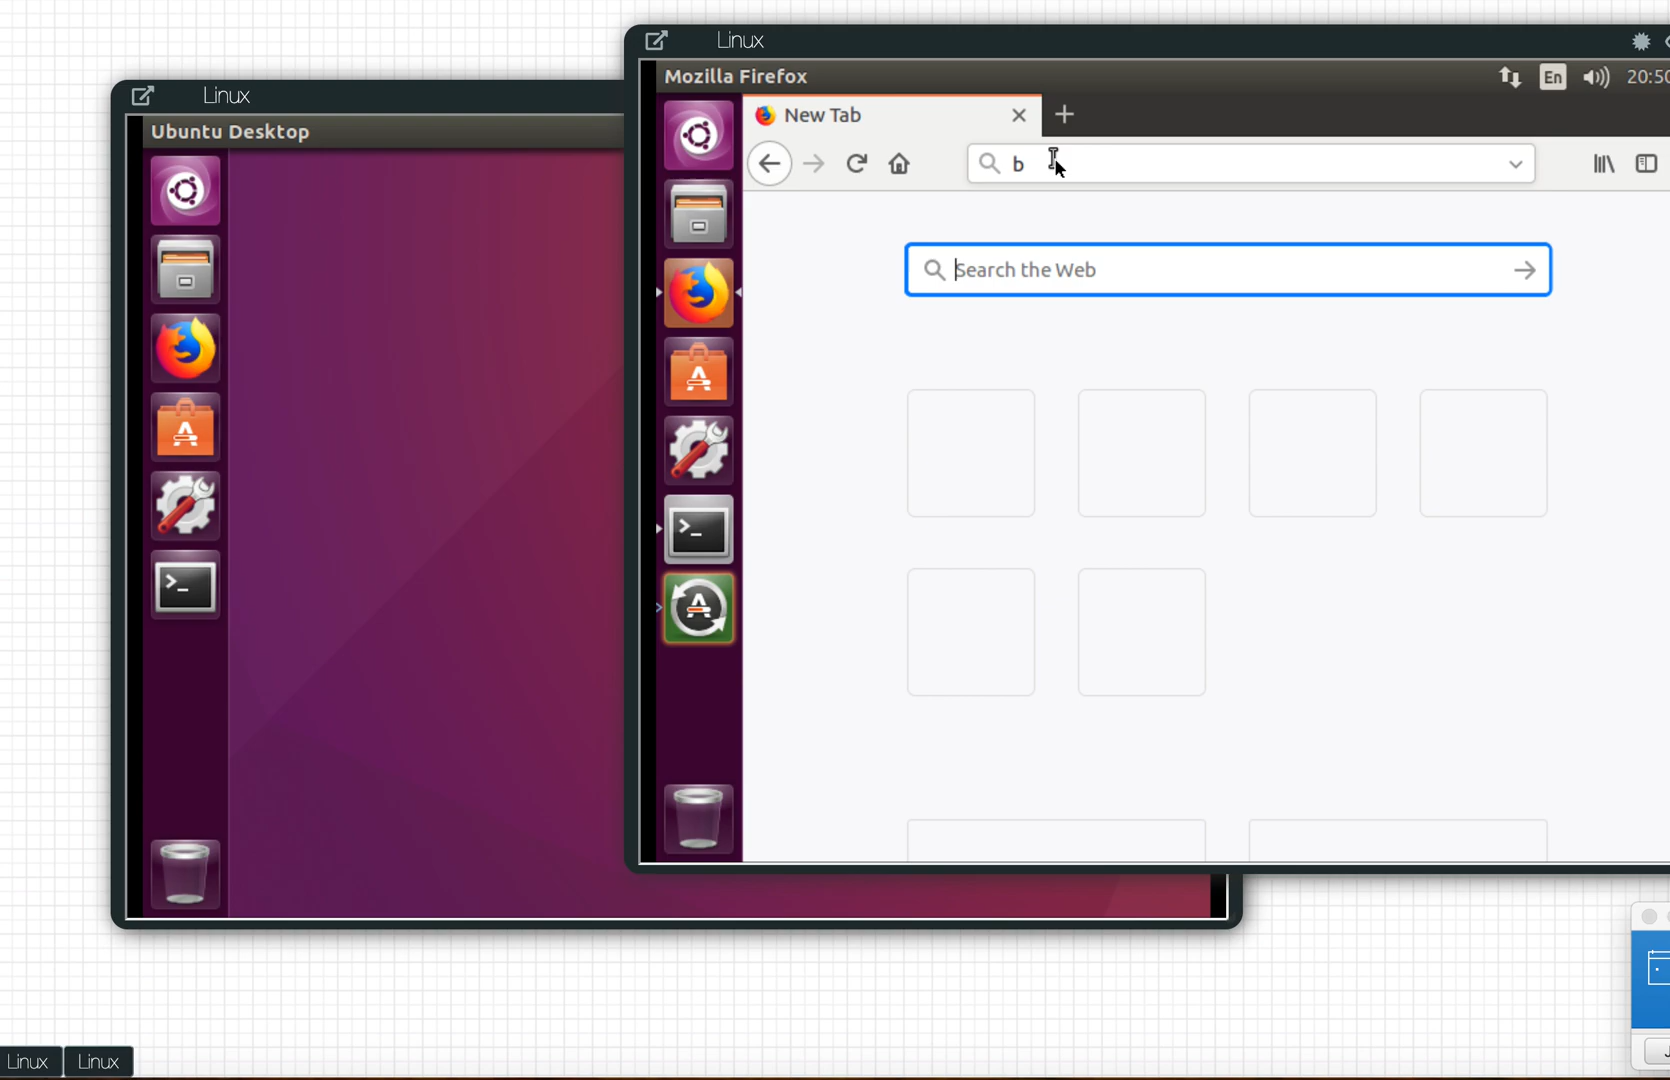 Linux
Mozilla Firefox
En
20:50
New Tab
b
Search the Web
Linux
Ubuntu Desktop
Linux
Linux